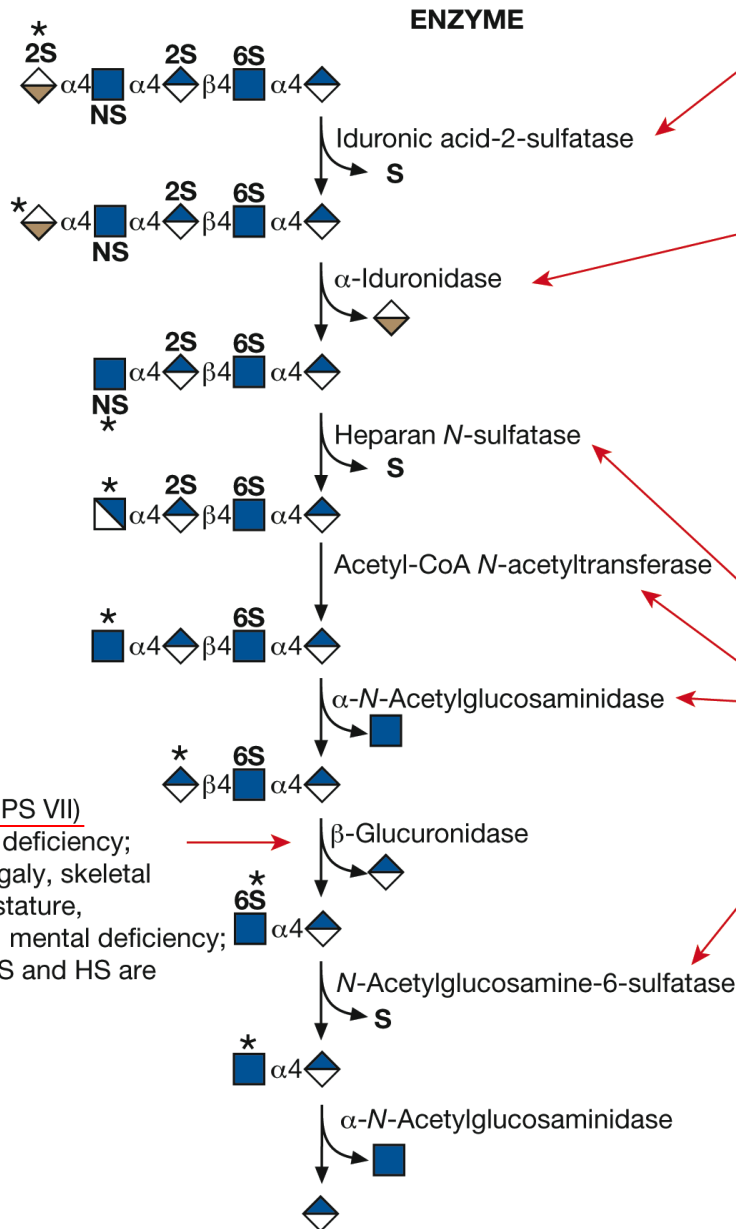 ENZYME
*
2S 2S 6S
α4 α4 β4 α4
NS
Iduronic acid-2-sulfatase
S
2S 6S
* α4 α4 β4 α4
NS
α-Iduronidase
2S 6S
α4 β4 α4
NS
*
Heparan N-sulfatase
S
* 2S 6S
α4 β4 α4
Acetyl-CoA N-acetyltransferase
* 6S
α4 β4 α4
α-N-Acetylglucosaminidase
* 6S
β4 α4
PS VII)
deficiency;
galy, skeletal
stature,
mental deficiency;
S and HS are
β-Glucuronidase
*
6S
α4
N-Acetylglucosamine-6-sulfatase
S
*
α4
α-N-Acetylglucosaminidase